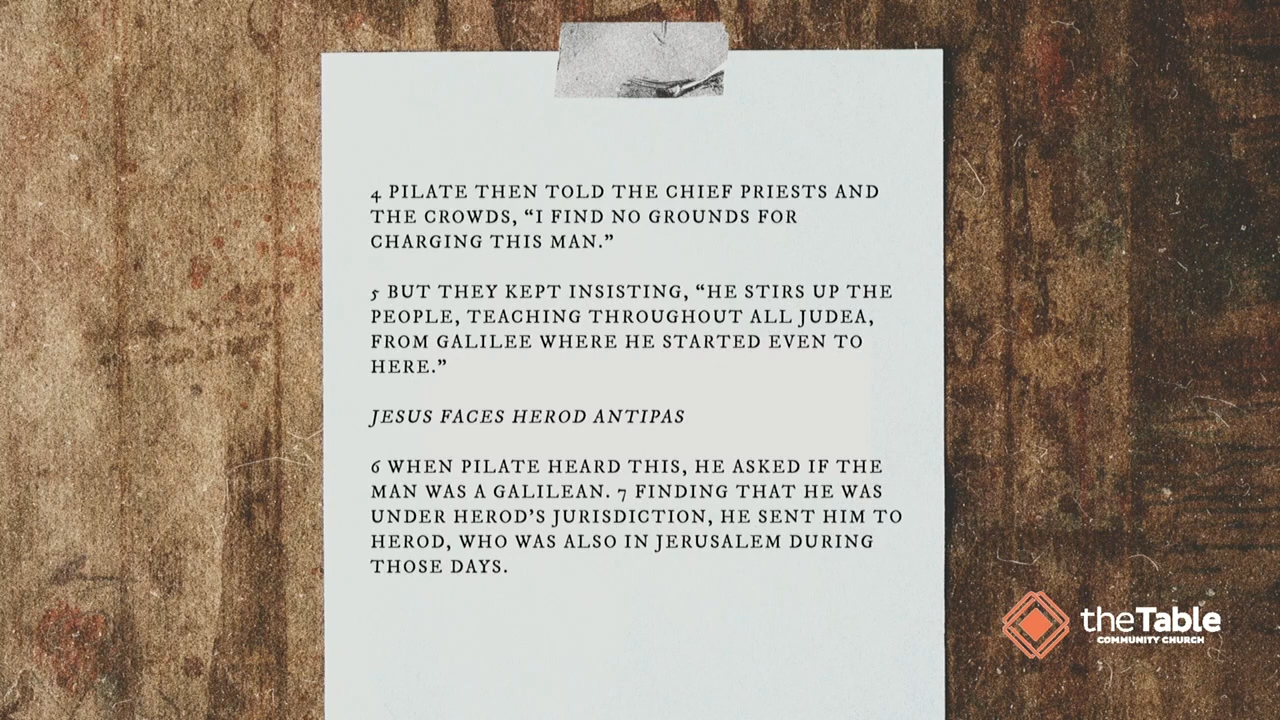 4 PILATE THEN TOLD THE CHIEF PRIESTS AND
THE CROWDS, “I FIND NO GROUNDS FOR
CHARGING THIS MAN.”
5 BUT THEY KEPT INSISTING, “HE STIRS UP THE
PEOPLE, TEACHING THROUGHOUT ALL JUDEA,
FROM GALILEE WHERE HE STARTED EVEN TO
HERE.”
JESUS FACES HEROD ANTIPAS
6 WHEN PILATE HEARD THIS, HE ASKED IF THE
MAN WAS A GALILEAN. 7 FINDING THAT HE WAS
UNDER HEROD’S JURISDICTION, HE SENT HIM TO
HEROD, WHO WAS ALSO IN JERUSALEM DURING
THOSE DAYS.
theTable
COMMUNITY CHURCH